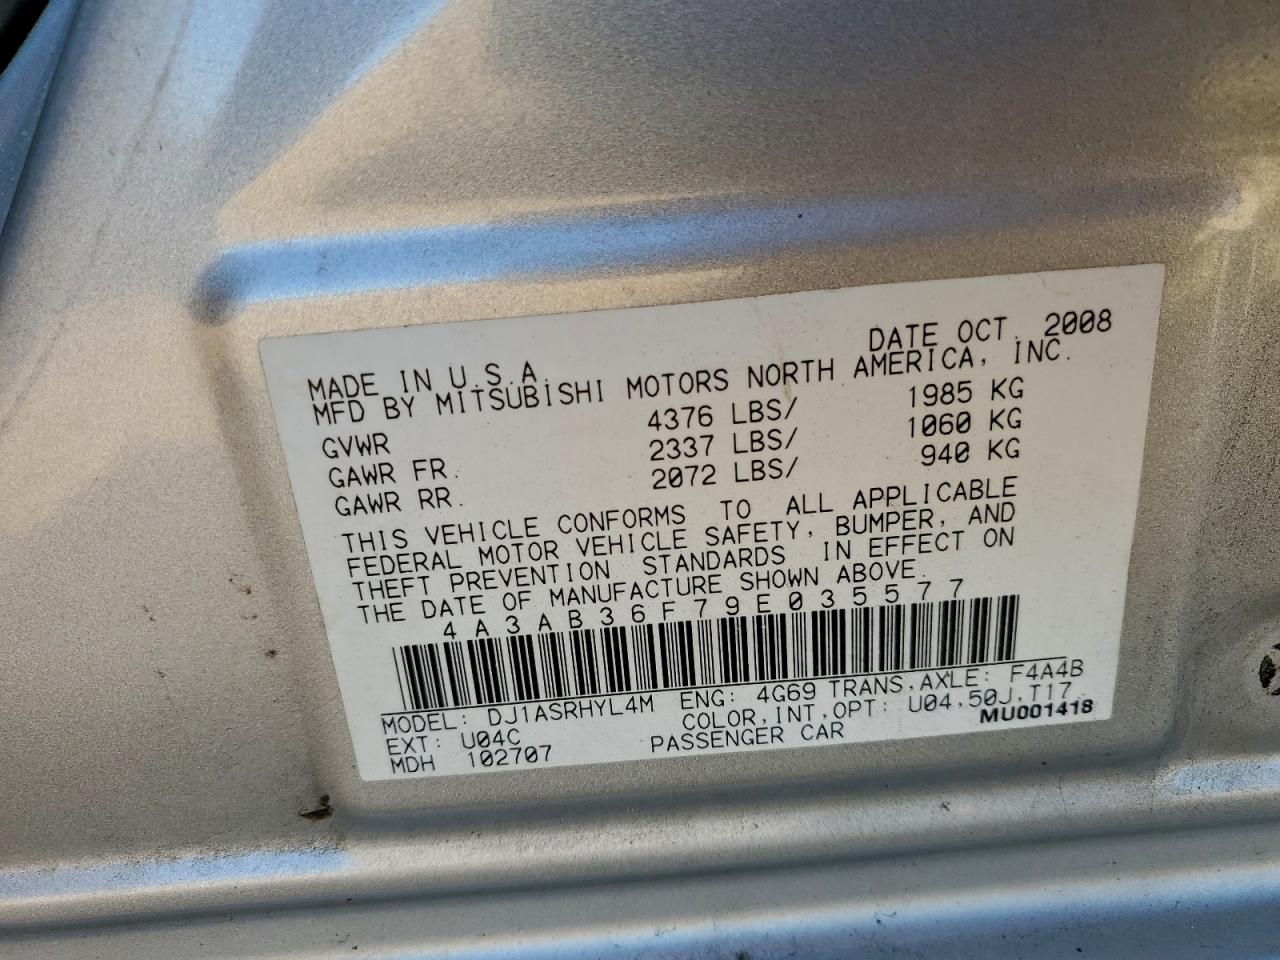 DATE OCT. 2008
MADE IN U.S.A.
MFD BY MITSUBISHI MOTORS NORTH AMERICA, INC.
GVWR 4376 LBS/ 1985 KG
GAWR FR. 2337 LBS/ 1060 KG
GAWR RR. 2072 LBS/ 940 KG
THIS VEHICLE CONFORMS TO ALL APPLICABLE
FEDERAL MOTOR VEHICLE SAFETY, BUMPER, AND
THEFT PREVENTION STANDARDS IN EFFECT ON
THE DATE OF MANUFACTURE SHOWN ABOVE.
4A3AB36F79E035577
MODEL: DJ1ASRHYL4M ENG: 4G69 TRANS,AXLE: F4A4B
EXT: U04C COLOR,INT,OPT: U04,50J,T17
MDH 102707 PASSENGER CAR MU001418